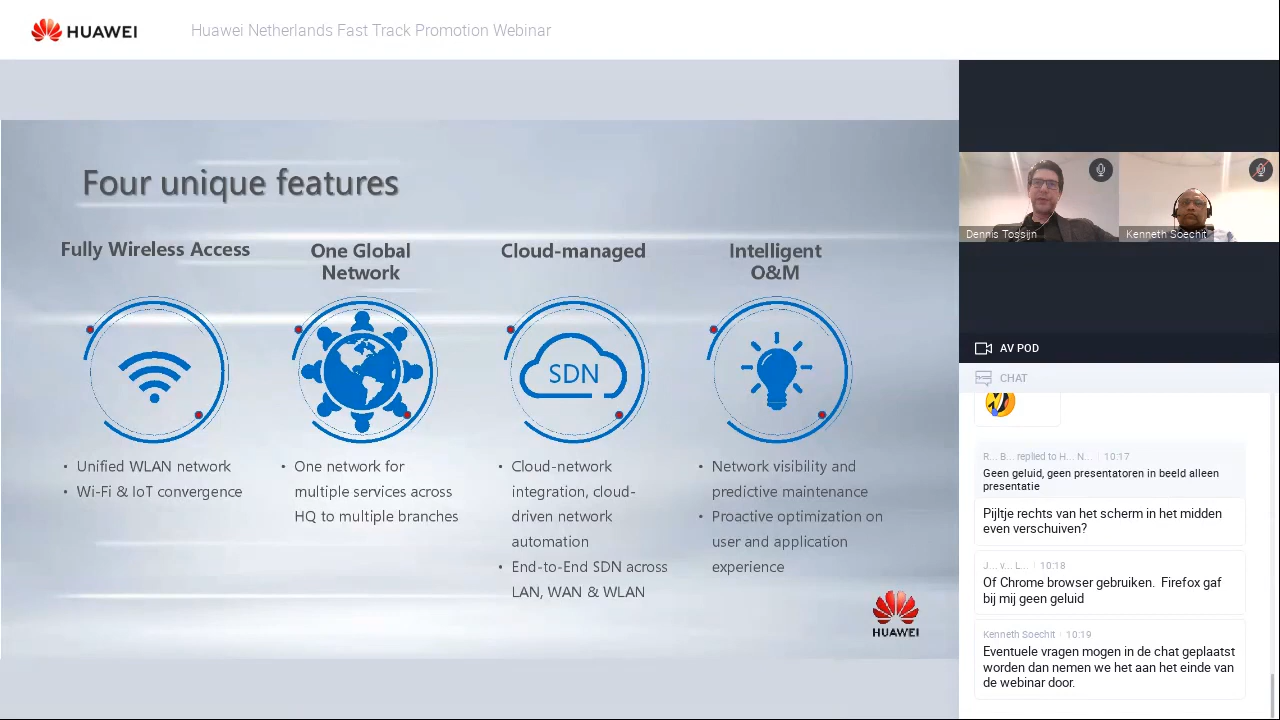 HUAWEI
Huawei Netherlands Fast Track Promotion Webinar
Four unique features
Fully Wireless Access
• Unified WLAN network
• Wi-Fi & IoT convergence
One Global
Network
• One network for
multiple services across
HQ to multiple branches
Cloud-managed
SDN
• Cloud-network
integration, cloud-
driven network
automation
• End-to-End SDN across
LAN, WAN & WLAN
Intelligent
O&M
• Network visibility and
predictive maintenance
• Proactive optimization on
user and application
experience
HUAWEI
Dennis Tossijn
Kenneth Soechit
AV POD
CHAT
R... B... replied to H... N... 10:17
Geen geluid, geen presentatoren in beeld alleen
presentatie
Pijltje rechts van het scherm in het midden
even verschuiven?
J... v... L... 10:18
Of Chrome browser gebruiken. Firefox gaf
bij mij geen geluid
Kenneth Soechit 10:19
Eventuele vragen mogen in de chat geplaatst
worden dan nemen we het aan het einde van
de webinar door.